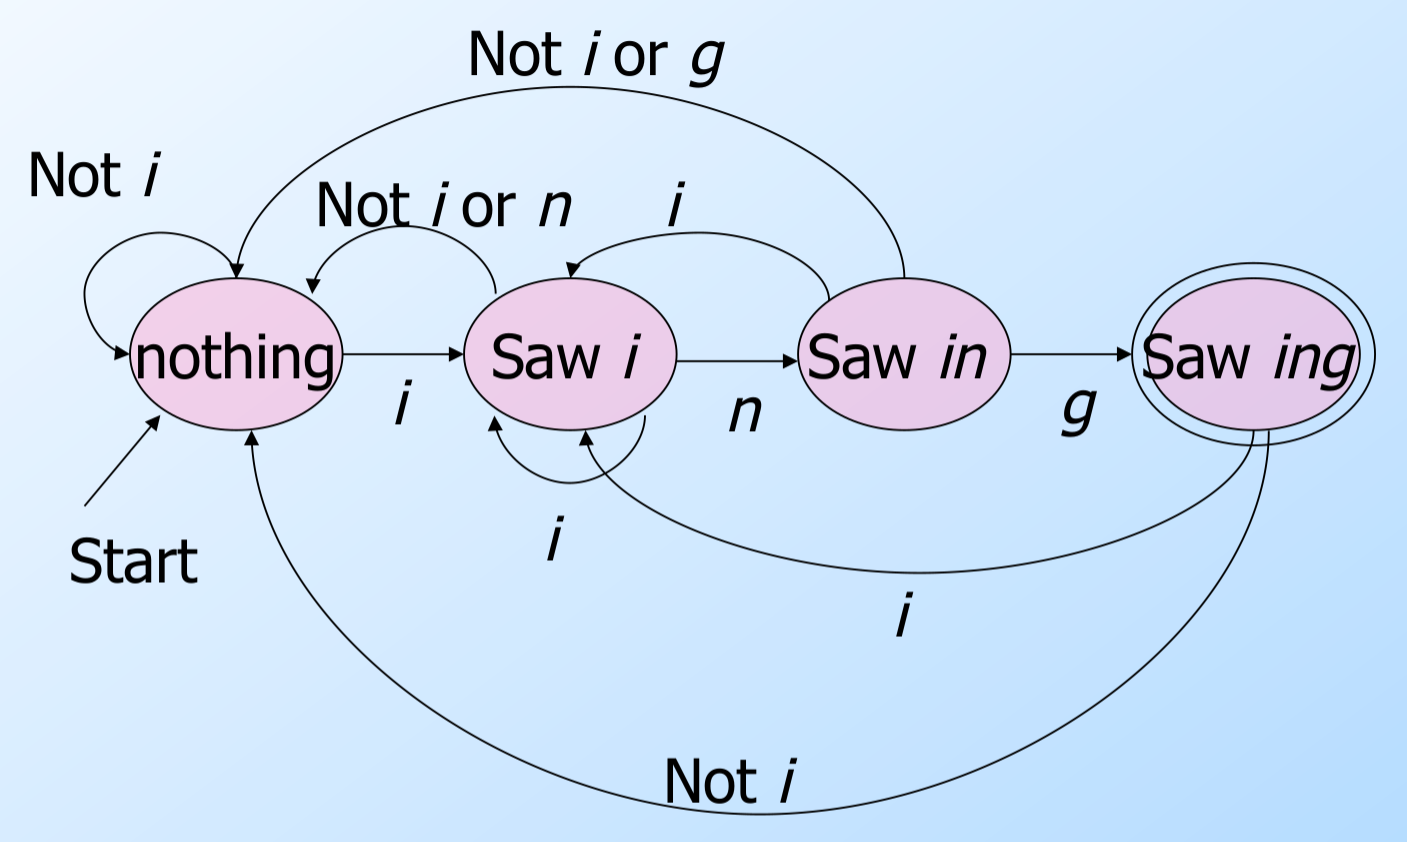 Not i or g
Not i
Not i or n
i
nothing
Saw i
Saw in
Saw ing
i
n
g
Start
i
i
Not i